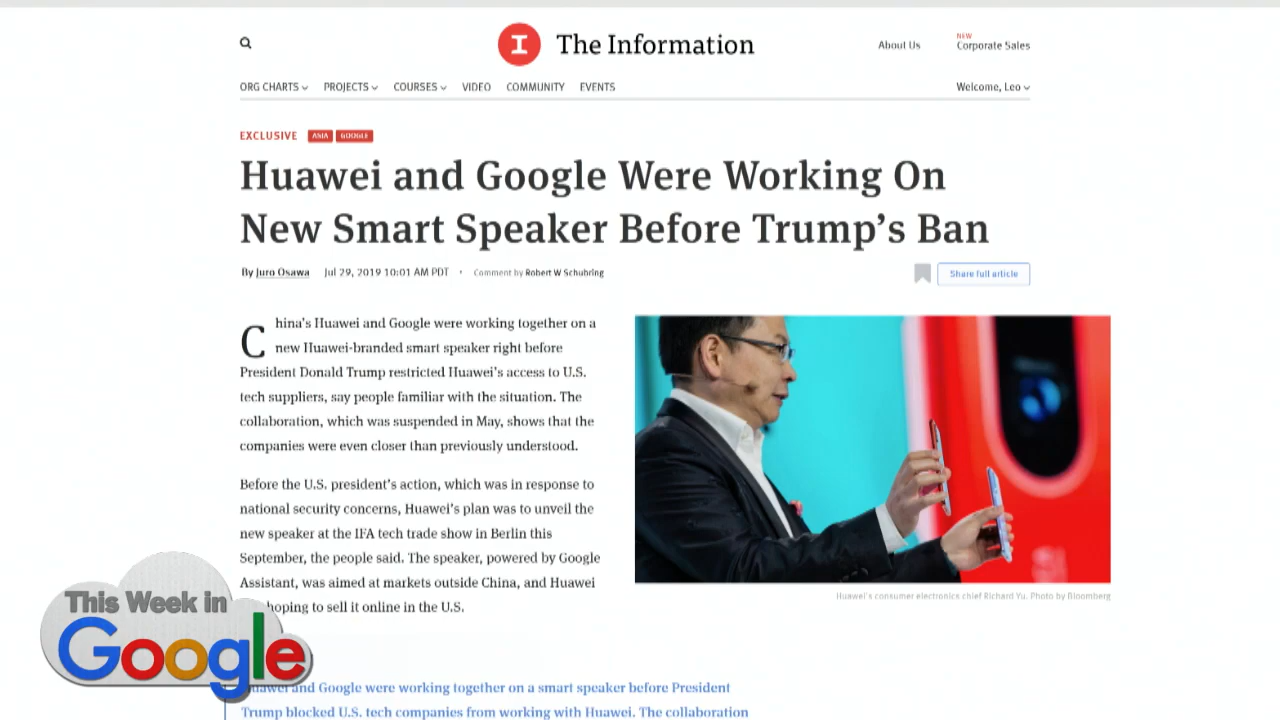 I The Information
About Us
NEW
Corporate Sales
ORG CHARTS PROJECTS COURSES VIDEO COMMUNITY EVENTS
Welcome, Leo
EXCLUSIVE ASIA GOOGLE
Huawei and Google Were Working On
New Smart Speaker Before Trump's Ban
By Juro Osawa Jul 29, 2019 10:01 AM PDT • Comment by Robert W Schubring
Share full article
China's Huawei and Google were working together on a
new Huawei-branded smart speaker right before
President Donald Trump restricted Huawei's access to U.S.
tech suppliers, say people familiar with the situation. The
collaboration, which was suspended in May, shows that the
companies were even closer than previously understood.
Before the U.S. president's action, which was in response to
national security concerns, Huawei's plan was to unveil the
new speaker at the IFA tech trade show in Berlin this
September, the people said. The speaker, powered by Google
Assistant, was aimed at markets outside China, and Huawei
hoping to sell it online in the U.S.
Huawei's consumer electronics chief Richard Yu. Photo by Bloomberg
This Week in
Google
Huawei and Google were working together on a smart speaker before President
Trump blocked U.S. tech companies from working with Huawei. The collaboration